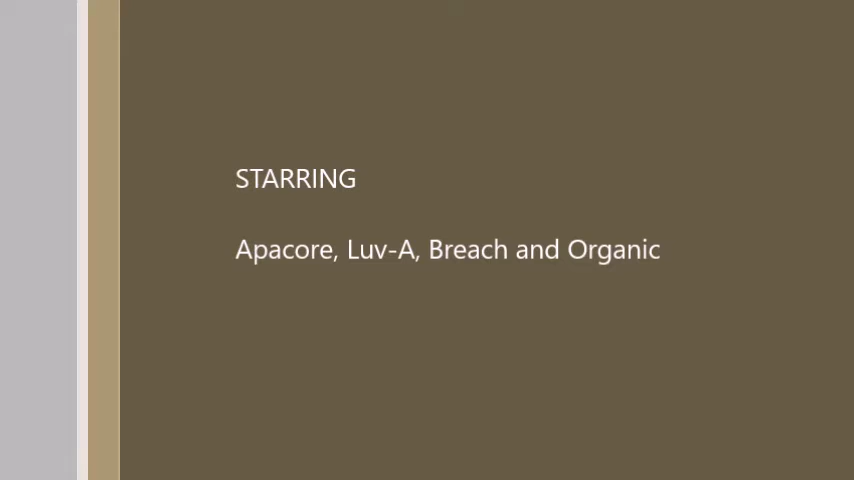 STARRING
Apacore, Luv-A, Breach and Organic